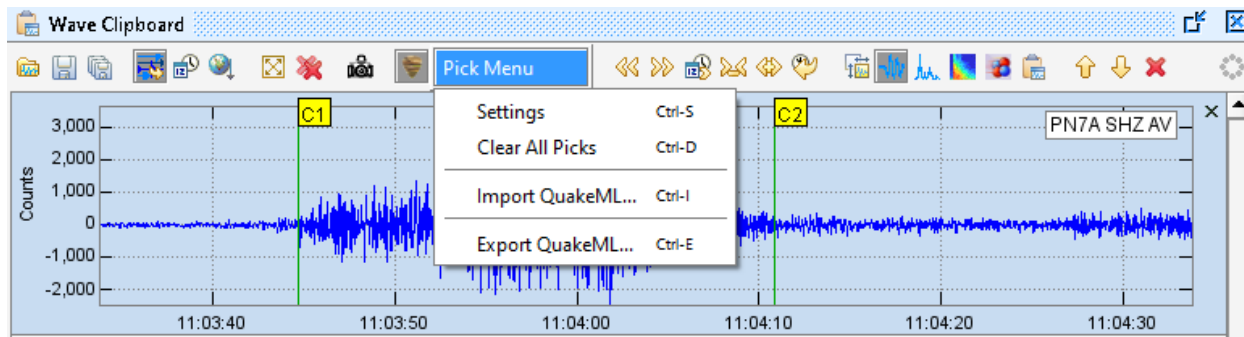 Wave Clipboard
Pick Menu
Settings Ctrl-S
Clear All Picks Ctrl-D
Import QuakeML... Ctrl-I
Export QuakeML... Ctrl-E
C1
C2
PN7A SHZ AV
Counts
3,000
2,000
1,000
0
-1,000
-2,000
11:03:40 11:03:50 11:04:00 11:04:10 11:04:20 11:04:30